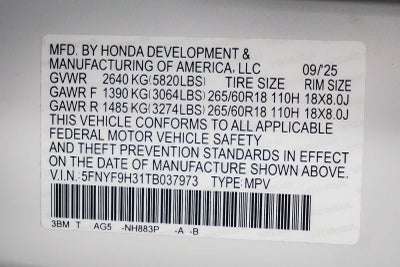 MFD. BY HONDA DEVELOPMENT &
MANUFACTURING OF AMERICA, LLC 09/'25
GVWR 2640 KG(5820LBS) TIRE SIZE RIM SIZE
GAWR F 1390 KG(3064LBS) 265/60R18 110H 18X8.0J
GAWR R 1485 KG(3274LBS) 265/60R18 110H 18X8.0J
THIS VEHICLE CONFORMS TO ALL APPLICABLE
FEDERAL MOTOR VEHICLE SAFETY
AND THEFT PREVENTION STANDARDS IN EFFECT
ON THE DATE OF MANUFACTURE SHOWN ABOVE.
V.I.N.: 5FNYF9H31TB037973 TYPE: MPV
3BM T AG5 -NH883P -A -B